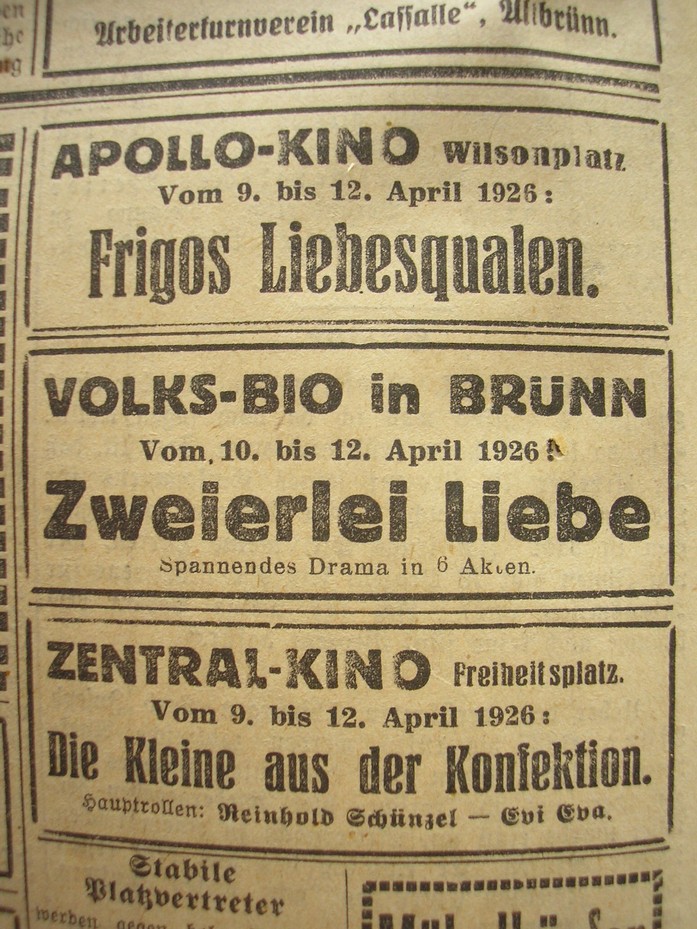 Arbeiterturnverein „Lassalle“, Altbrünn.
APOLLO-KINO Wilsonplatz
Vom 9. bis 12. April 1926:
Frigos Liebesqualen.
VOLKS-BIO in BRÜNN
Vom 10. bis 12. April 1926:
Zweierlei Liebe
Spannendes Drama in 6 Akten.
ZENTRAL-KINO Freiheitsplatz.
Vom 9. bis 12. April 1926:
Die Kleine aus der Konfektion.
Hauptrollen: Reinhold Schünzel — Evi Eva.
Stabile
Platzvertreter
werden gegen